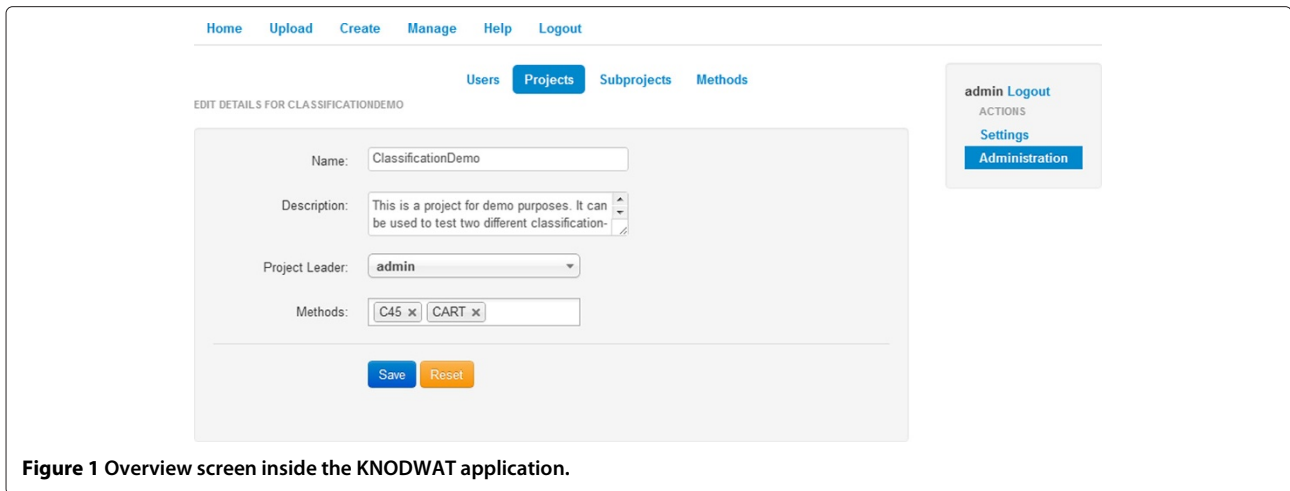 Home Upload Create Manage Help Logout
Users Projects Subprojects Methods
EDIT DETAILS FOR CLASSIFICATIONDEMO
admin Logout
ACTIONS
Settings
Administration
Name: ClassificationDemo
Description: This is a project for demo purposes. It can
be used to test two different classification-
Project Leader: admin
Methods: C45 × CART ×
Save Reset
Figure 1 Overview screen inside the KNODWAT application.